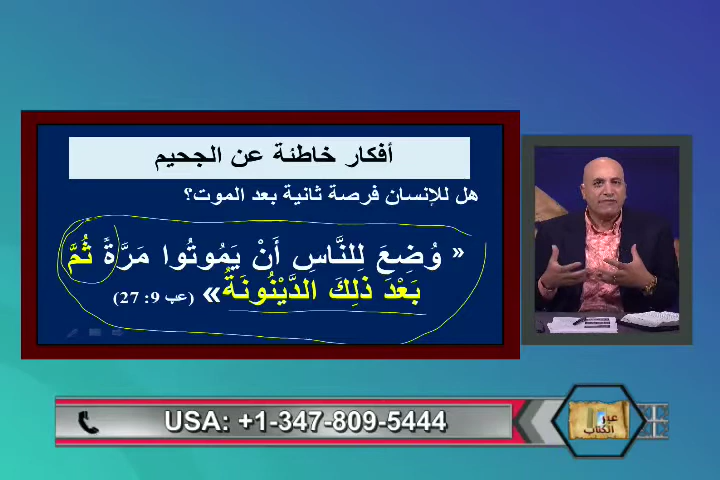 أفكار خاطئة عن الجحيم
هل للإنسان فرصة ثانية بعد الموت؟
« وُضِعَ لِلنَّاسِ أَنْ يَمُوتُوا مَرَّةً ثُمَّ
بَعْدَ ذلِكَ الدَّيْنُونَةُ» (عب 9: 27)
USA: +1-347-809-5444
عبر
الكتاب